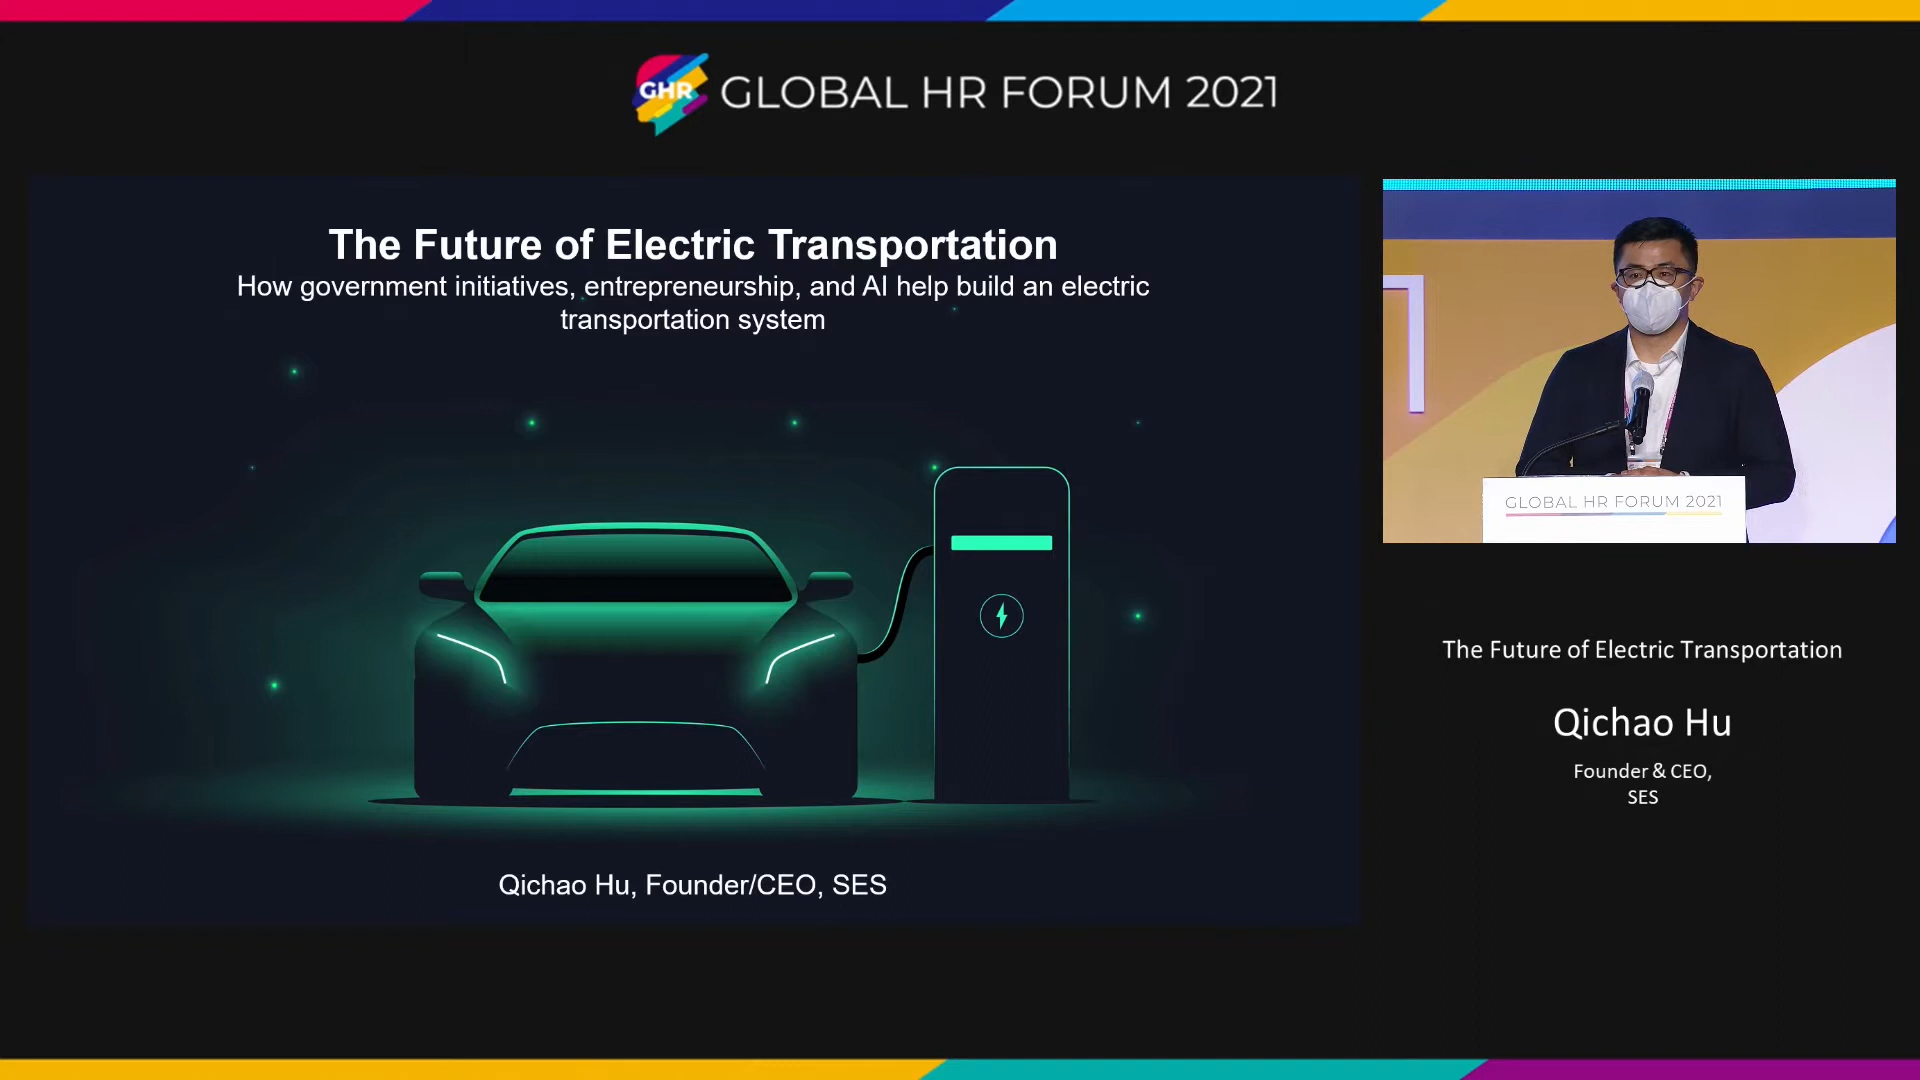 GHR GLOBAL HR FORUM 2021
The Future of Electric Transportation
How government initiatives, entrepreneurship, and AI help build an electric
transportation system
Qichao Hu, Founder/CEO, SES
GLOBAL HR FORUM 2021
The Future of Electric Transportation
Qichao Hu
Founder & CEO,
SES